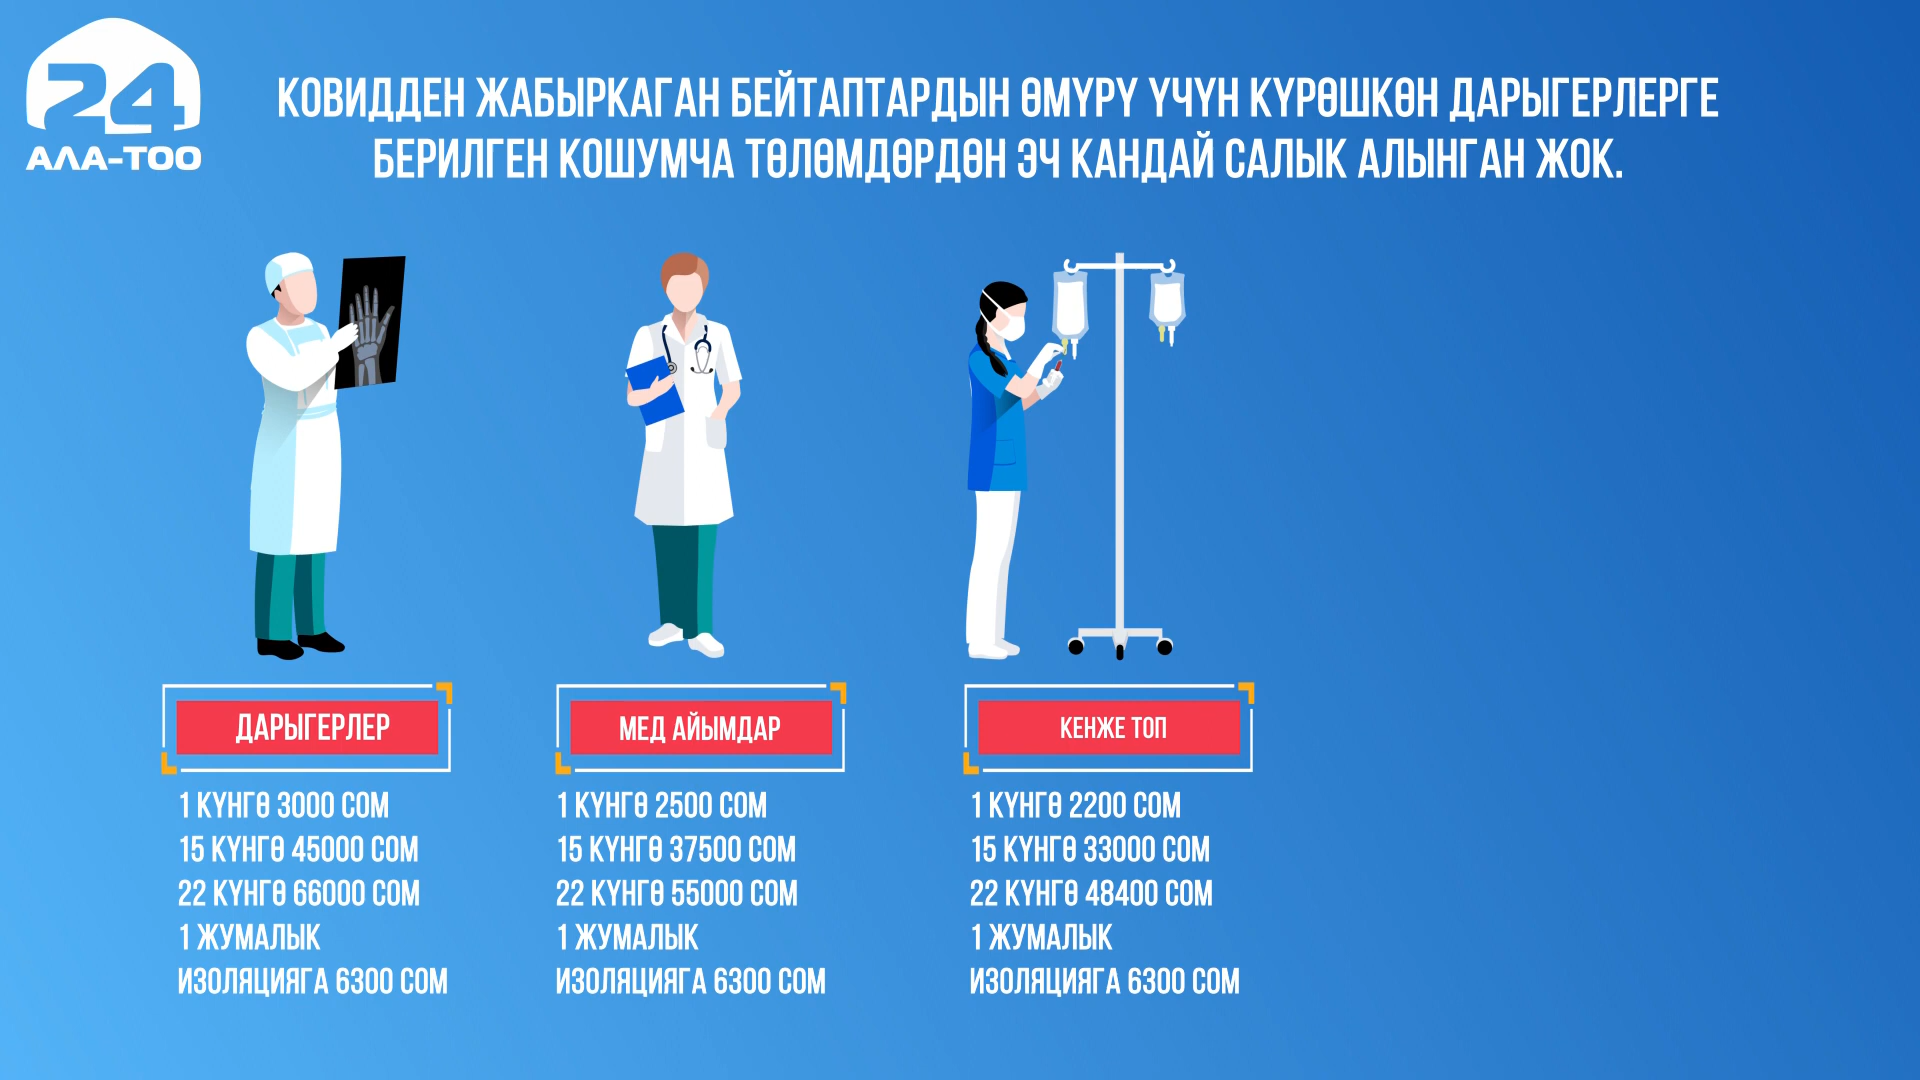 24
АЛА-ТОО
КОВИДДЕН ЖАБЫРКАГАН БЕЙТАПТАРДЫН ӨМҮРҮ ҮЧҮН КҮРӨШКӨН ДАРЫГЕРЛЕРГЕ
БЕРИЛГЕН КОШУМЧА ТӨЛӨМДӨРДӨН ЭЧ КАНДАЙ САЛЫК АЛЫНГАН ЖОК.
ДАРЫГЕРЛЕР
1 КҮНГӨ 3000 СОМ
15 КҮНГӨ 45000 СОМ
22 КҮНГӨ 66000 СОМ
1 ЖУМАЛЫК
ИЗОЛЯЦИЯГА 6300 СОМ
МЕД АЙЫМДАР
1 КҮНГӨ 2500 СОМ
15 КҮНГӨ 37500 СОМ
22 КҮНГӨ 55000 СОМ
1 ЖУМАЛЫК
ИЗОЛЯЦИЯГА 6300 СОМ
КЕНЖЕ ТОП
1 КҮНГӨ 2200 СОМ
15 КҮНГӨ 33000 СОМ
22 КҮНГӨ 48400 СОМ
1 ЖУМАЛЫК
ИЗОЛЯЦИЯГА 6300 СОМ